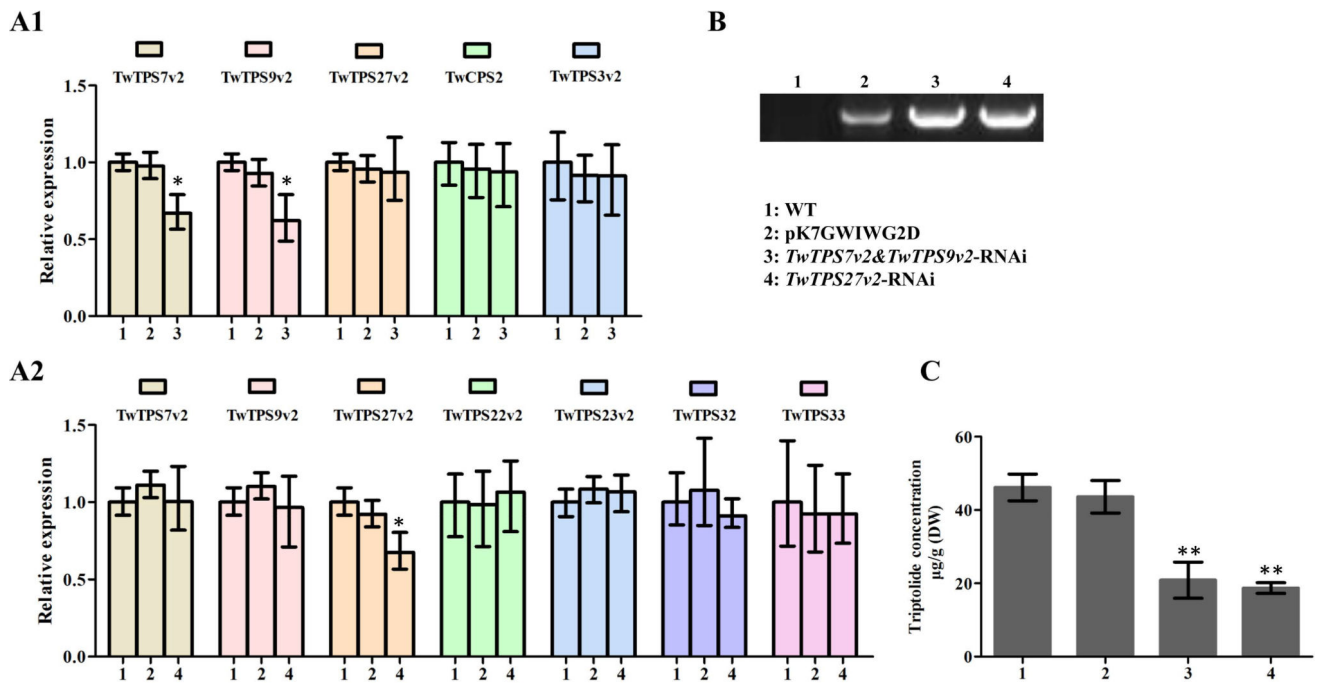 A1
TwTPS7v2 TwTPS9v2 TwTPS27v2 TwCPS2 TwTPS3v2
Relative expression
1.5
1.0
0.5
0.0
* *
1 2 3 1 2 3 1 2 3 1 2 3 1 2 3
B
1 2 3 4
1: WT
2: pK7GWIWG2D
3: TwTPS7v2&TwTPS9v2-RNAi
4: TwTPS27v2-RNAi
A2
TwTPS7v2 TwTPS9v2 TwTPS27v2 TwTPS22v2 TwTPS23v2 TwTPS32 TwTPS33
Relative expression
1.5
1.0
0.5
0.0
*
1 2 4 1 2 4 1 2 4 1 2 4 1 2 4 1 2 4 1 2 4
C
Triptolide concentration
µg/g (DW)
60
40
20
0
** **
1 2 3 4